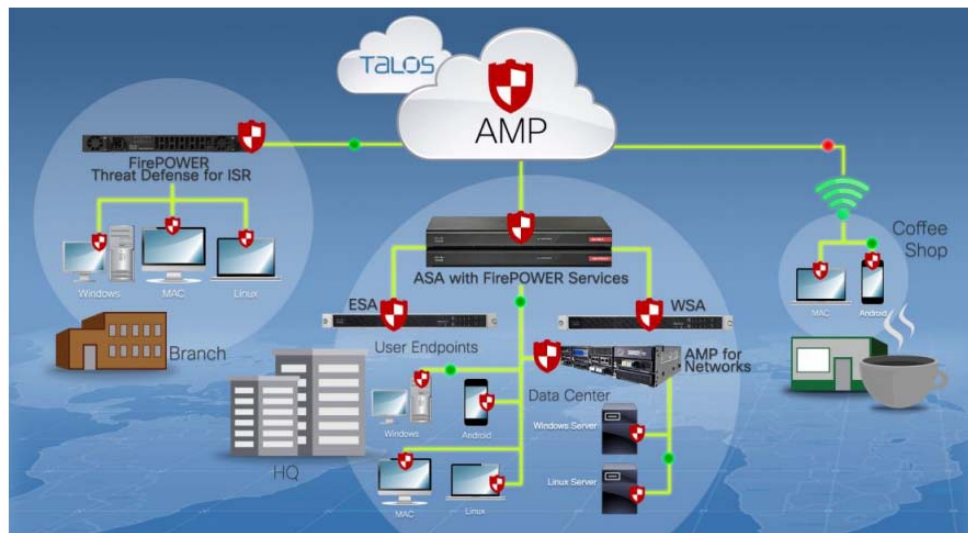 TALOS
AMP
FirePOWER
Threat Defense for ISR
Windows
MAC
Linux
Branch
ASA with FirePOWER Services
ESA
WSA
User Endpoints
AMP for
Networks
Data Center
Windows
Android
Windows Server
Linux Server
MAC
Linux
HQ
Coffee
Shop
MAC
Android